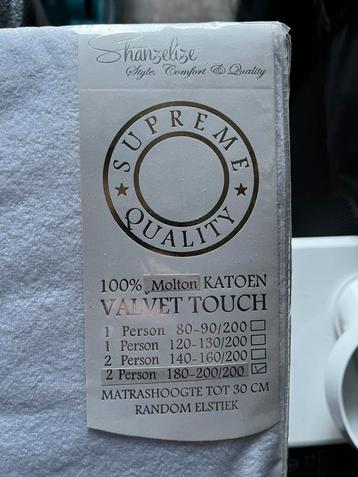 Shanzelize
Style, Comfort & Quality
SUPREME
QUALITY
100% Molton KATOEN
VALVET TOUCH
1 Person 80-90/200
1 Person 120-130/200
2 Person 140-160/200
2 Person 180-200/200
MATRASHOOGTE TOT 30 CM
RANDOM ELSTIEK